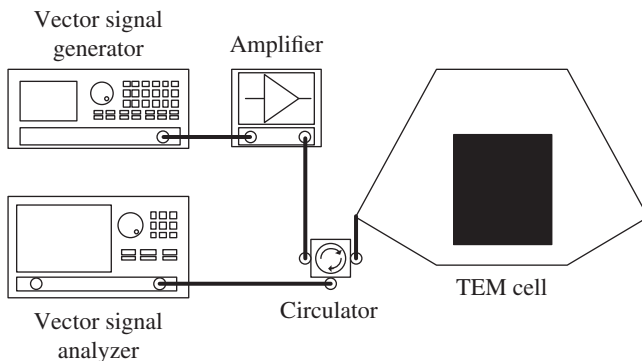 Vector signal
generator
Amplifier
TEM cell
Circulator
Vector signal
analyzer